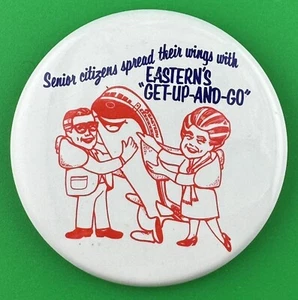 Senior citizens spread their wings with
EASTERN'S
"GET-UP-AND-GO"